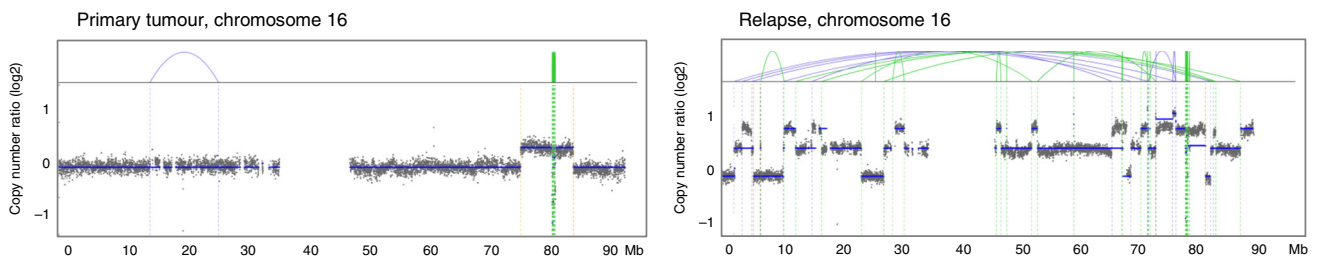 Primary tumour, chromosome 16
Relapse, chromosome 16
Copy number ratio (log2)
1
0
−1
0 10 20 30 40 50 60 70 80 90 Mb
Copy number ratio (log2)
1
0
−1
0 10 20 30 40 50 60 70 80 90 Mb